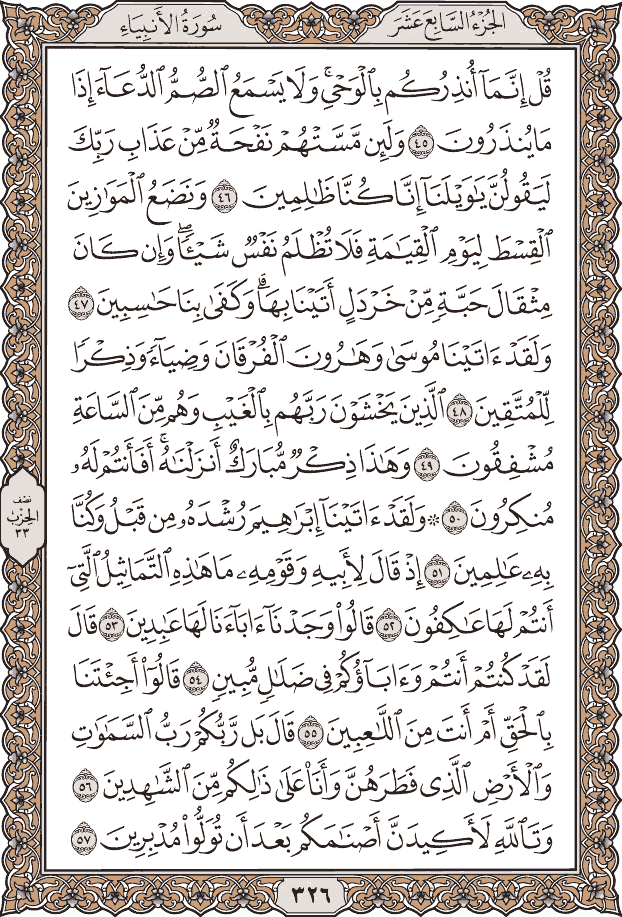 الجزء السابع عشر
سورة الأنبياء
قُلْ إِنَّمَآ أُنذِرُكُم بِٱلْوَحْىِ ۚ وَلَا يَسْمَعُ ٱلصُّمُّ ٱلدُّعَآءَ إِذَا
مَا يُنذَرُونَ ٤٥ وَلَئِن مَّسَّتْهُمْ نَفْحَةٌ مِّنْ عَذَابِ رَبِّكَ
لَيَقُولُنَّ يَٰوَيْلَنَآ إِنَّا كُنَّا ظَٰلِمِينَ ٤٦ وَنَضَعُ ٱلْمَوَٰزِينَ
ٱلْقِسْطَ لِيَوْمِ ٱلْقِيَٰمَةِ فَلَا تُظْلَمُ نَفْسٌ شَيْـًٔا ۖ وَإِن كَانَ
مِثْقَالَ حَبَّةٍ مِّنْ خَرْدَلٍ أَتَيْنَا بِهَا ۗ وَكَفَىٰ بِنَا حَٰسِبِينَ ٤٧
وَلَقَدْ ءَاتَيْنَا مُوسَىٰ وَهَٰرُونَ ٱلْفُرْقَانَ وَضِيَآءً وَذِكْرًا
لِّلْمُتَّقِينَ ٤٨ ٱلَّذِينَ يَخْشَوْنَ رَبَّهُم بِٱلْغَيْبِ وَهُم مِّنَ ٱلسَّاعَةِ
مُشْفِقُونَ ٤٩ وَهَٰذَا ذِكْرٌ مُّبَارَكٌ أَنزَلْنَٰهُ ۚ أَفَأَنتُمْ لَهُۥ
مُنكِرُونَ ٥٠ ۞ وَلَقَدْ ءَاتَيْنَآ إِبْرَٰهِيمَ رُشْدَهُۥ مِن قَبْلُ وَكُنَّا
بِهِۦ عَٰلِمِينَ ٥١ إِذْ قَالَ لِأَبِيهِ وَقَوْمِهِۦ مَا هَٰذِهِ ٱلتَّمَاثِيلُ ٱلَّتِىٓ
أَنتُمْ لَهَا عَٰكِفُونَ ٥٢ قَالُوا۟ وَجَدْنَآ ءَابَآءَنَا لَهَا عَٰبِدِينَ ٥٣ قَالَ
لَقَدْ كُنتُمْ أَنتُمْ وَءَابَآؤُكُمْ فِى ضَلَٰلٍ مُّبِينٍ ٥٤ قَالُوٓا۟ أَجِئْتَنَا
بِٱلْحَقِّ أَمْ أَنتَ مِنَ ٱللَّٰعِبِينَ ٥٥ قَالَ بَل رَّبُّكُمْ رَبُّ ٱلسَّمَٰوَٰتِ
وَٱلْأَرْضِ ٱلَّذِى فَطَرَهُنَّ وَأَنَا۠ عَلَىٰ ذَٰلِكُم مِّنَ ٱلشَّٰهِدِينَ ٥٦
وَتَٱللَّهِ لَأَكِيدَنَّ أَصْنَٰمَكُم بَعْدَ أَن تُوَلُّوا۟ مُدْبِرِينَ ٥٧
نصف
الحزب
٣٣
٣٢٦